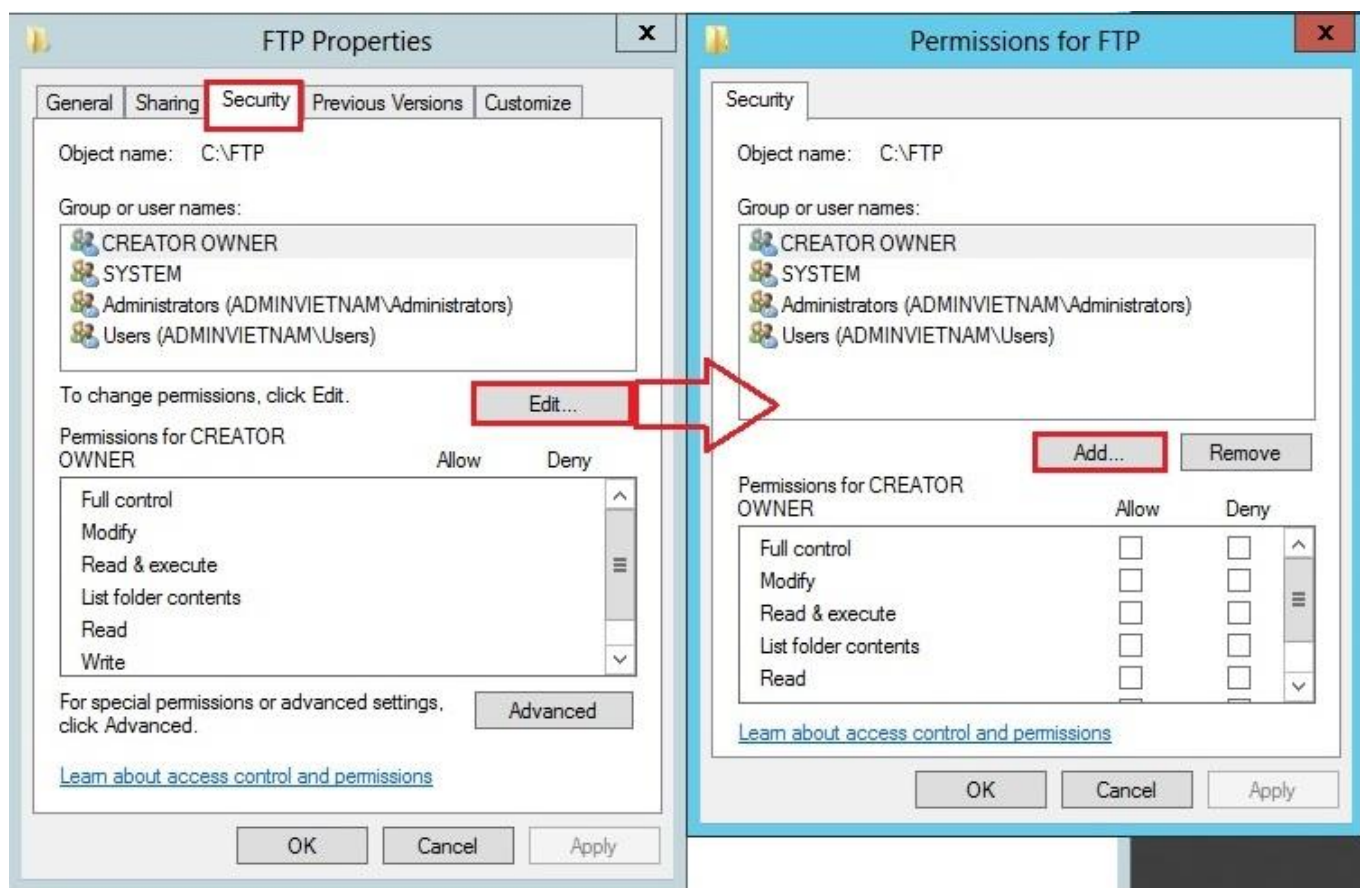 FTP Properties
x
General Sharing Security Previous Versions Customize
Object name: C:\FTP
Group or user names:
CREATOR OWNER
SYSTEM
Administrators (ADMINVIETNAM\Administrators)
Users (ADMINVIETNAM\Users)
To change permissions, click Edit.
Edit...
Permissions for CREATOR
OWNER Allow Deny
Full control
Modify
Read & execute
List folder contents
Read
Write
For special permissions or advanced settings,
click Advanced.
Advanced
Learn about access control and permissions
OK Cancel Apply
Permissions for FTP
x
Security
Object name: C:\FTP
Group or user names:
CREATOR OWNER
SYSTEM
Administrators (ADMINVIETNAM\Administrators)
Users (ADMINVIETNAM\Users)
Add... Remove
Permissions for CREATOR
OWNER Allow Deny
Full control
Modify
Read & execute
List folder contents
Read
Learn about access control and permissions
OK Cancel Apply